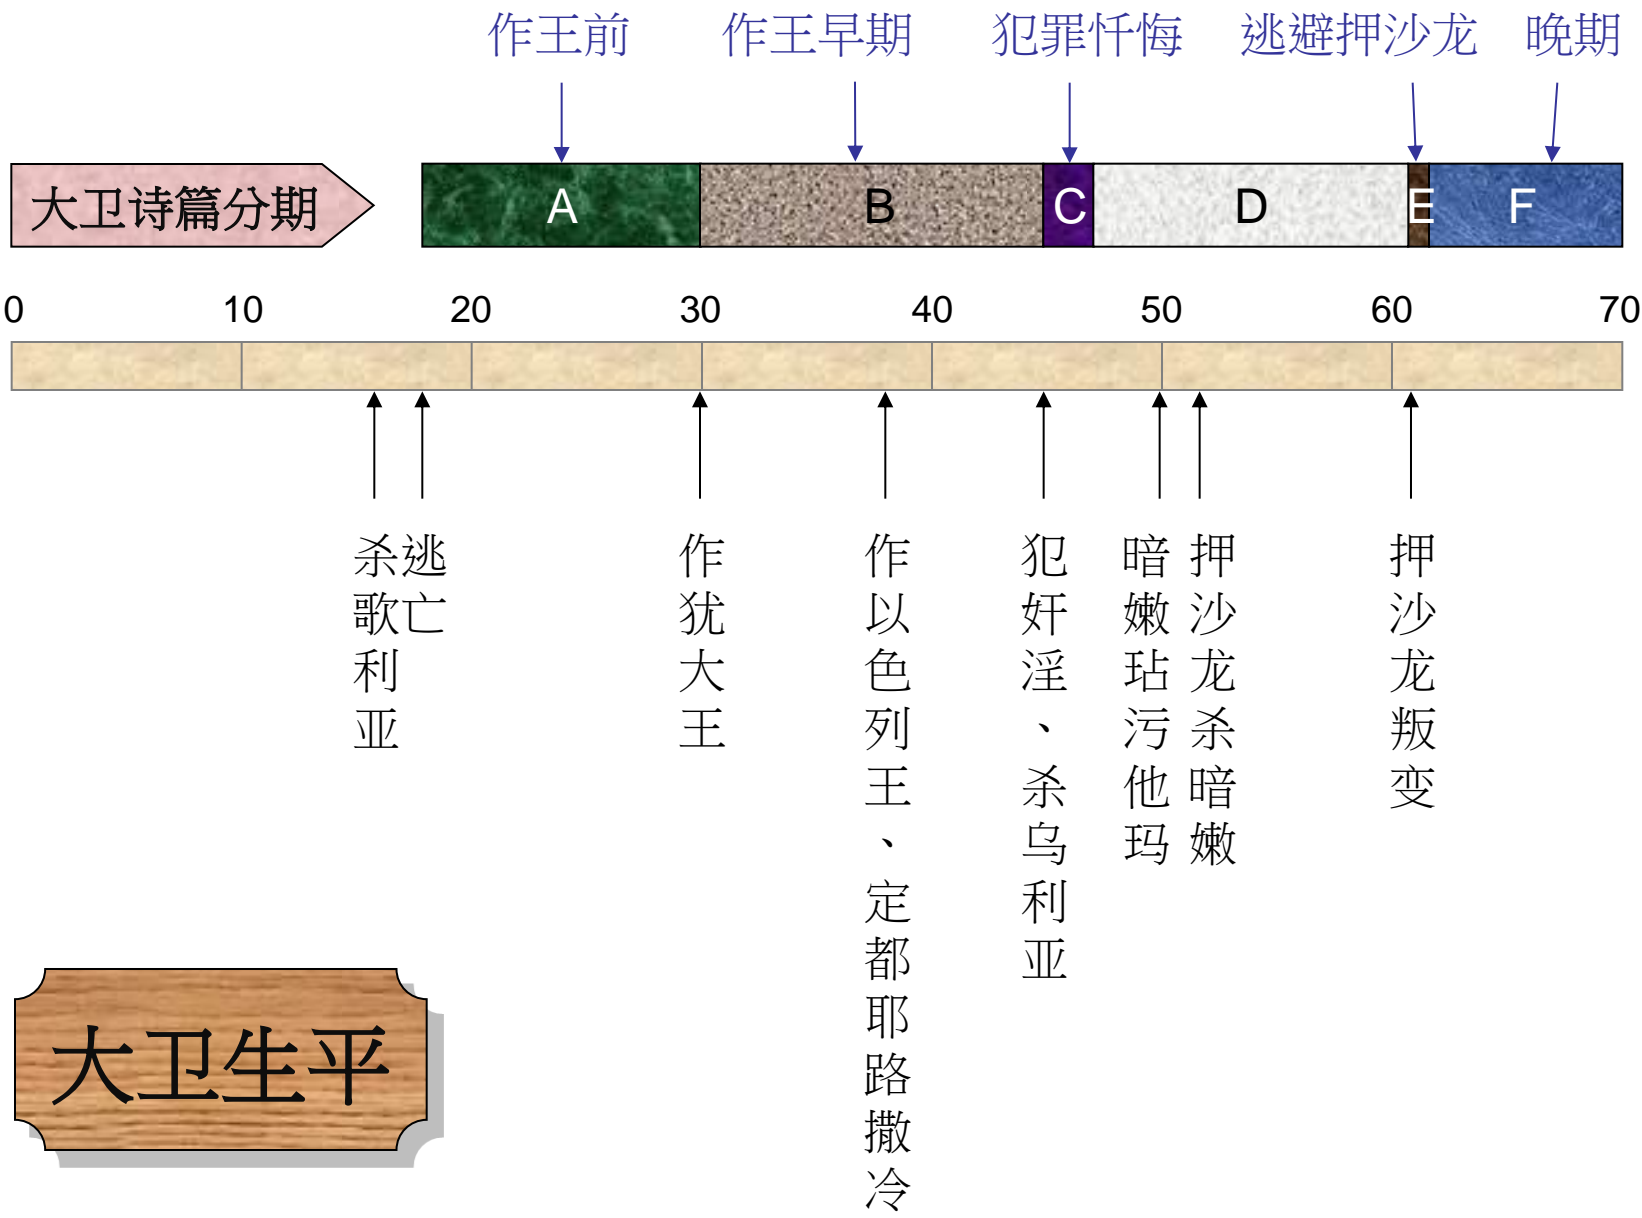 作王前
作王早期
犯罪忏悔
逃避押沙龙
晚期
大卫诗篇分期
A
B
C
D
E
F
0 10 20 30 40 50 60 70
杀歌利亚
逃亡
作犹大王
作以色列王、定都耶路撒冷
犯奸淫、杀乌利亚
暗嫩玷污他玛
押沙龙杀暗嫩
押沙龙叛变
大卫生平